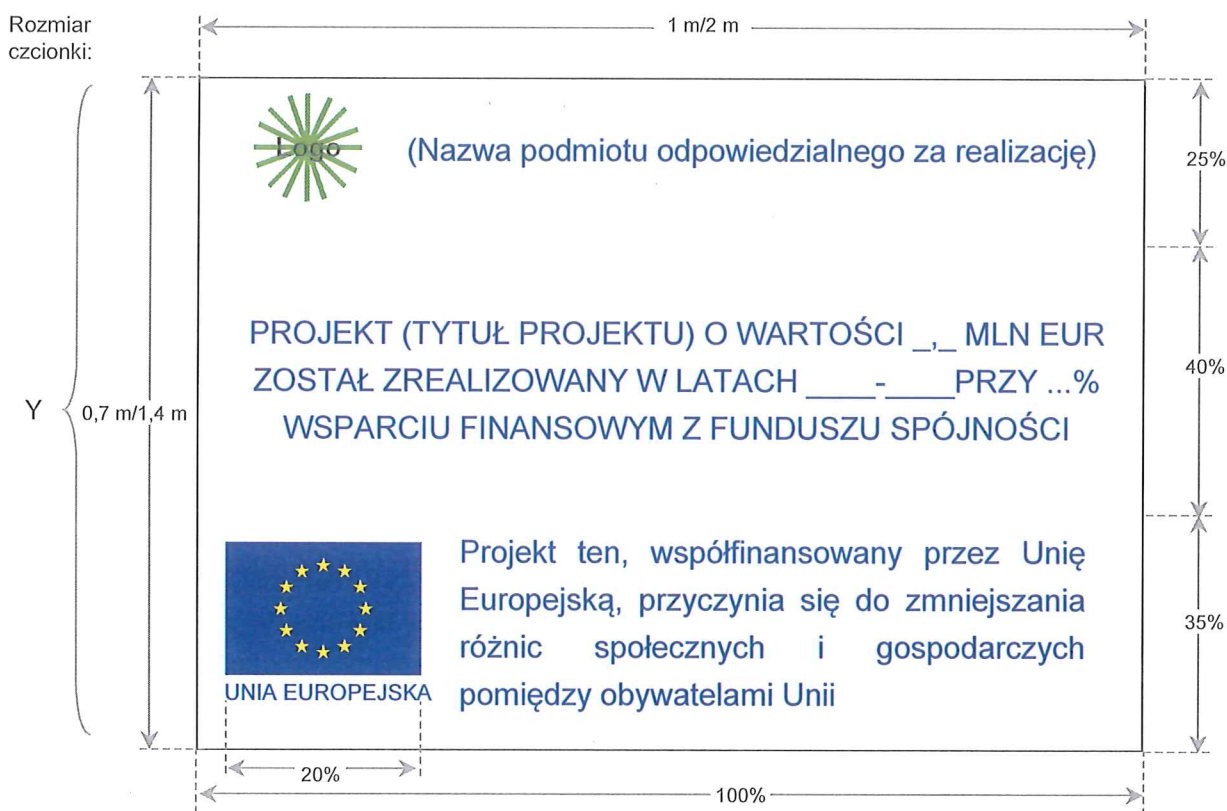 Rozmiar
czcionki:
1 m/2 m
Logo
(Nazwa podmiotu odpowiedzialnego za realizację)
25%
PROJEKT (TYTUŁ PROJEKTU) O WARTOŚCI _,_ MLN EUR
ZOSTAŁ ZREALIZOWANY W LATACH ____-____PRZY ...%
WSPARCIU FINANSOWYM Z FUNDUSZU SPÓJNOŚCI
40%
Y
0,7 m/1,4 m
Projekt ten, współfinansowany przez Unię
Europejską, przyczynia się do zmniejszania
różnic społecznych i gospodarczych
pomiędzy obywatelami Unii
35%
UNIA EUROPEJSKA
20%
100%